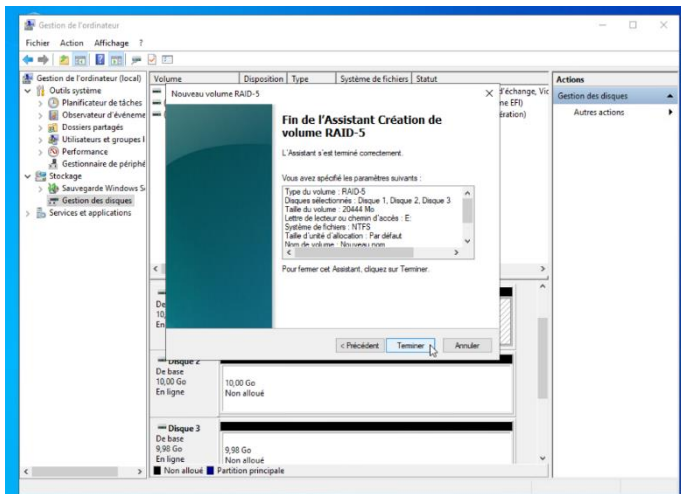 Gestion de l'ordinateur
Fichier Action Affichage ?
Gestion de l'ordinateur (local)
Outils système
Planificateur de tâches
Observateur d'événeme
Dossiers partagés
Utilisateurs et groupes l
Performance
Gestionnaire de périphé
Stockage
Sauvegarde Windows S
Gestion des disques
Services et applications
Volume Disposition Type Système de fichiers Statut
d'échange, Vic
me EFI)
ération)
Nouveau volume RAID-5
Fin de l'Assistant Création de
volume RAID-5
L'Assistant s'est terminé correctement.
Vous avez spécifié les paramètres suivants :
Type du volume : RAID-5
Disques sélectionnés : Disque 1, Disque 2, Disque 3
Taille du volume : 20444 Mo
Lettre de lecteur ou chemin d'accès : E:
Système de fichiers : NTFS
Taille d'unité d'allocation : Par défaut
Nom de volume : Nouveau nom
Pour fermer cet Assistant, cliquez sur Terminer.
< Précédent Terminer Annuler
De
10,
En
Disque 2
De base
10,00 Go
En ligne
10,00 Go
Non alloué
Disque 3
De base
9,98 Go
En ligne
9,98 Go
Non alloué
Non alloué Partition principale
Actions
Gestion des disques
Autres actions